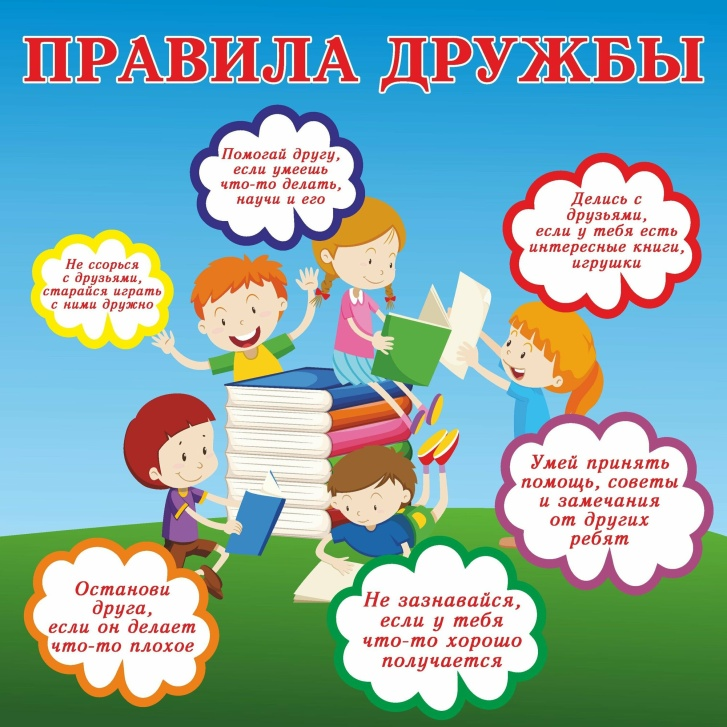 ПРАВИЛА ДРУЖБЫ
Помогай другу,
если умеешь
что-то делать,
научи и его
Делись с
друзьями,
если у тебя есть
интересные книги,
игрушки
Не ссорься
с друзьями,
старайся играть
с ними дружно
Умей принять
помощь, советы
и замечания
от других
ребят
Останови
друга,
если он делает
что-то плохое
Не зазнавайся,
если у тебя
что-то хорошо
получается